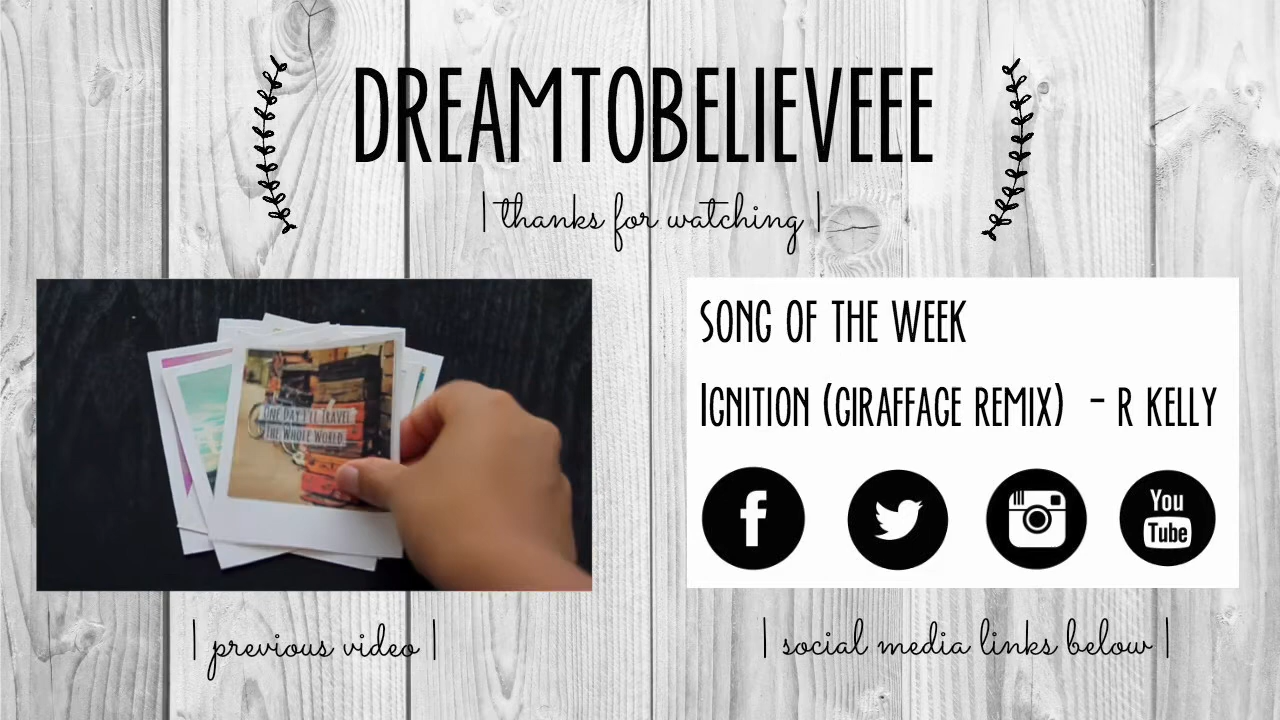 DREAMTOBELIEVEEE
| thanks for watching |
ONE DAY I'LL TRAVEL
THE WHOLE WORLD
SONG OF THE WEEK
IGNITION (GIRAFFAGE REMIX) - R KELLY
f
You
Tube
| previous video |
| social media links below |